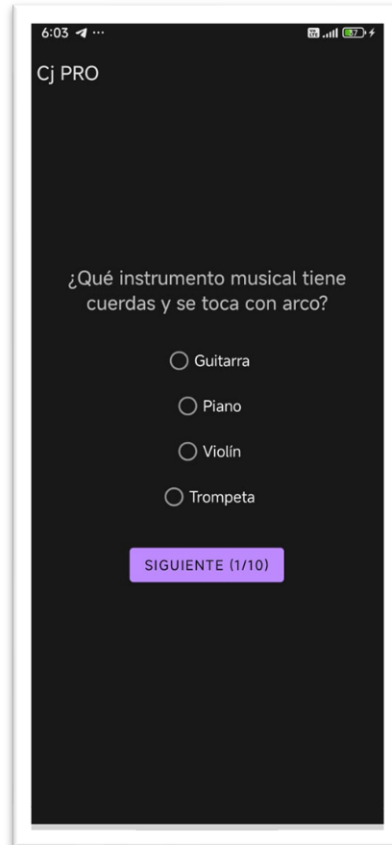 6:03
Cj PRO
¿Qué instrumento musical tiene
cuerdas y se toca con arco?
Guitarra
Piano
Violín
Trompeta
SIGUIENTE (1/10)